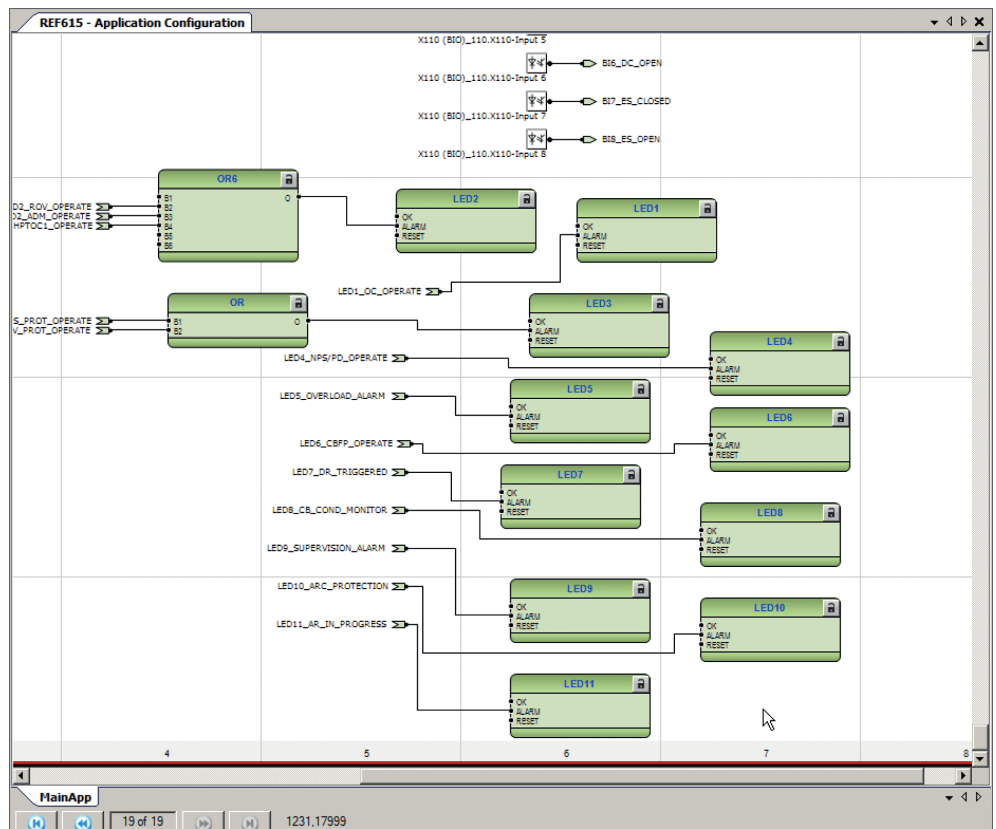 REF615 - Application Configuration
X110 (BIO)_110.X110-Input 5
BI6_DC_OPEN
X110 (BIO)_110.X110-Input 6
BI7_ES_CLOSED
X110 (BIO)_110.X110-Input 7
BI8_ES_OPEN
X110 (BIO)_110.X110-Input 8
OR6
B1 O
B2
B3
B4
B5
B6
D2_ROV_OPERATE
D2_ADM_OPERATE
HPTOC1_OPERATE
LED2
OK
ALARM
RESET
LED1
OK
ALARM
RESET
LED1_OC_OPERATE
OR
B1 O
B2
S_PROT_OPERATE
V_PROT_OPERATE
LED3
OK
ALARM
RESET
LED4_NPS/PD_OPERATE
LED4
OK
ALARM
RESET
LED5_OVERLOAD_ALARM
LED5
OK
ALARM
RESET
LED6_CBFP_OPERATE
LED6
OK
ALARM
RESET
LED7_DR_TRIGGERED
LED7
OK
ALARM
RESET
LED8_CB_COND_MONITOR
LED8
OK
ALARM
RESET
LED9_SUPERVISION_ALARM
LED9
OK
ALARM
RESET
LED10_ARC_PROTECTION
LED10
OK
ALARM
RESET
LED11_AR_IN_PROGRESS
LED11
OK
ALARM
RESET
4 5 6 7 8
MainApp
19 of 19 1231,17999